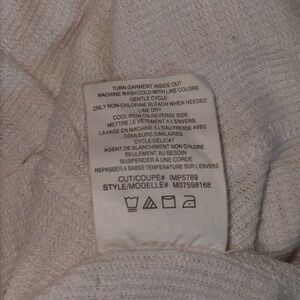 TURN GARMENT INSIDE OUT
MACHINE WASH COLD WITH LIKE COLORS
GENTLE CYCLE
ONLY NON-CHLORINE BLEACH WHEN NEEDED
LINE DRY
COOL IRON ON REVERSE SIDE
METTRE LE VÊTEMENT A L'ENVERS
LAVAGE EN MACHINE A L'EAU FROIDE AVEC
COULEURS SIMILAIRES
CYCLE DÉLICAT
AGENT DE BLANCHIMENT NON CHLORE
SEULEMENT AU BESOIN
SUSPENDER À UNE CORDE
REPASSER A BASSE TEMPERATURE SUR L'ENVERS
CUT/COUPE# IMP5789
STYLE/MODELLE# M07598168